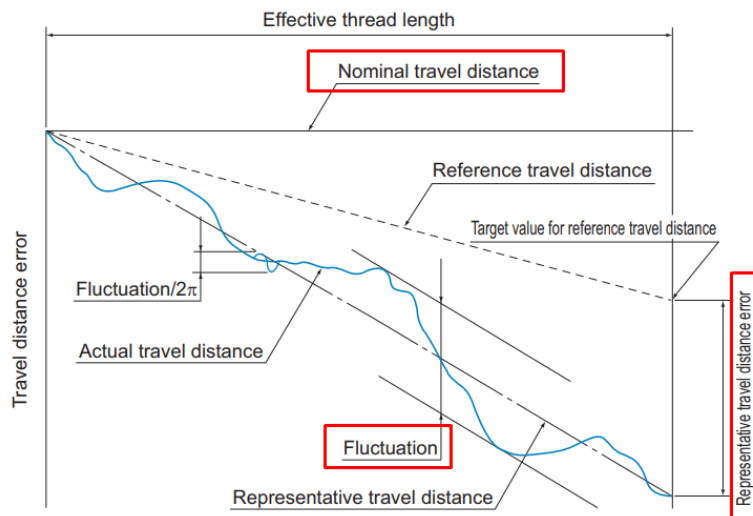 Effective thread length
Nominal travel distance
Reference travel distance
Target value for reference travel distance
Travel distance error
Fluctuation/2π
Actual travel distance
Fluctuation
Representative travel distance
Representative travel distance error